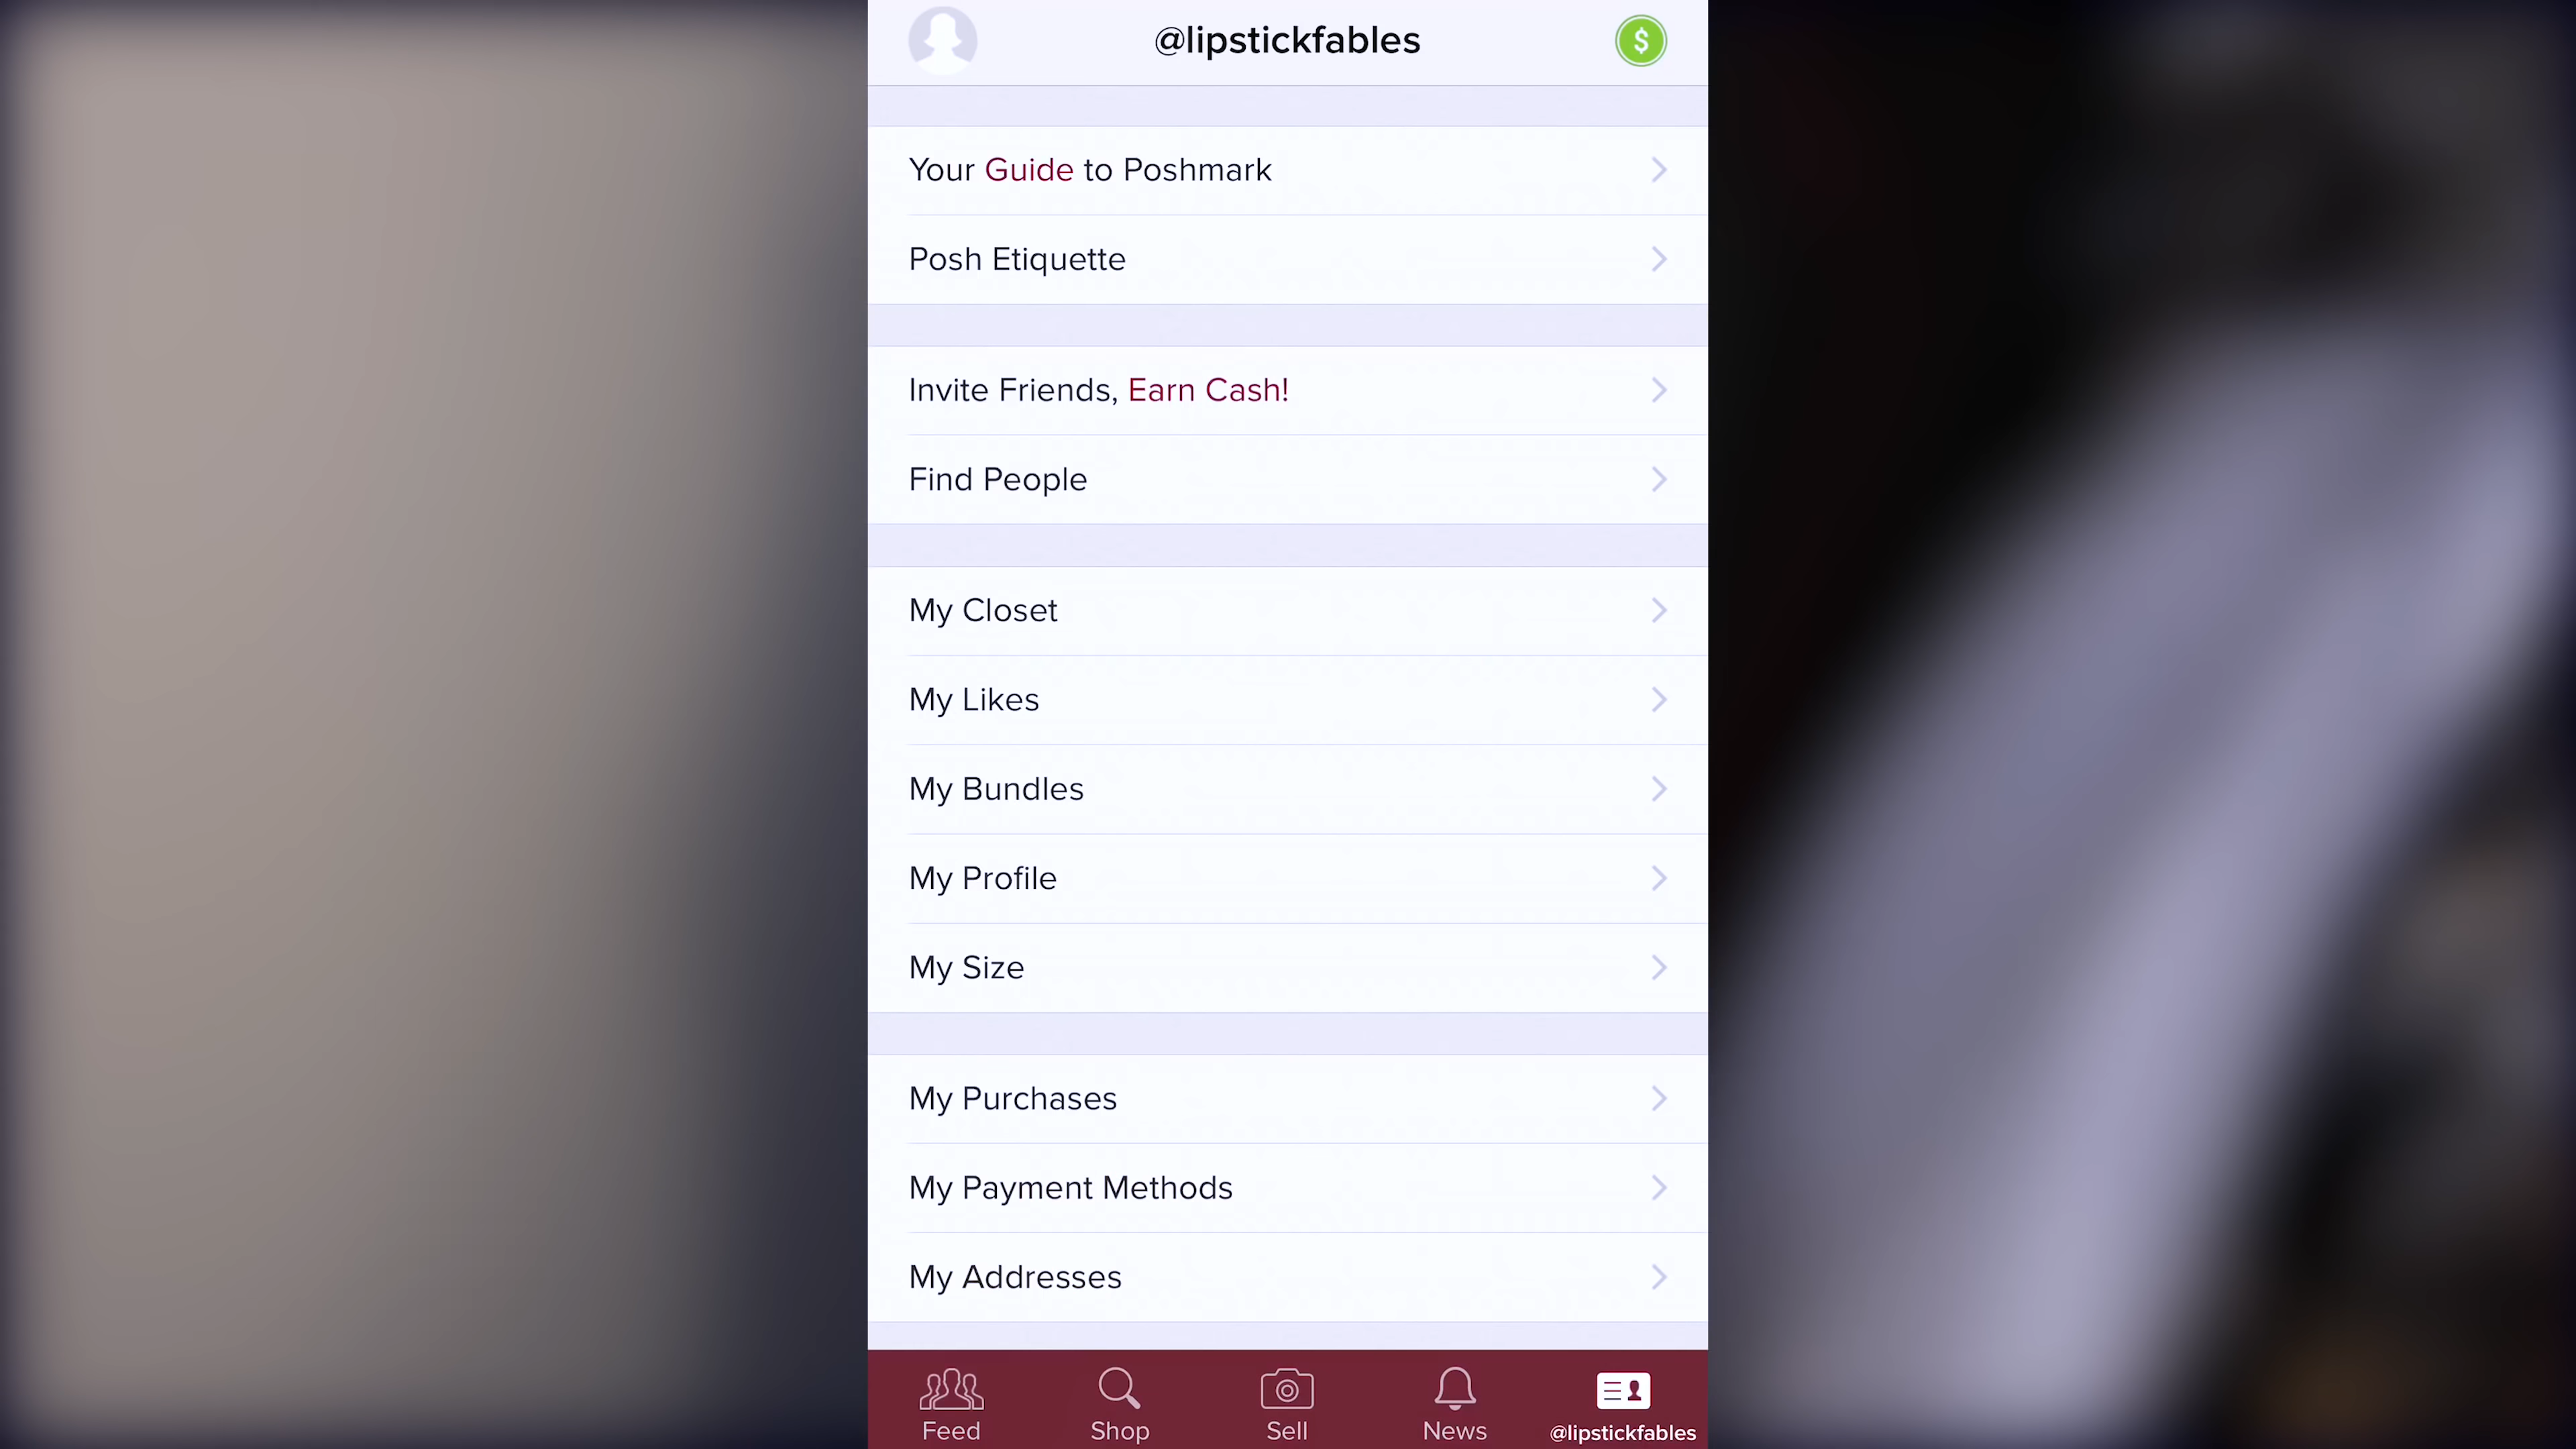 @lipstickfables
$
Your Guide to Poshmark
Posh Etiquette
Invite Friends, Earn Cash!
Find People
My Closet
My Likes
My Bundles
My Profile
My Size
My Purchases
My Payment Methods
My Addresses
Feed
Shop
Sell
News
@lipstickfables